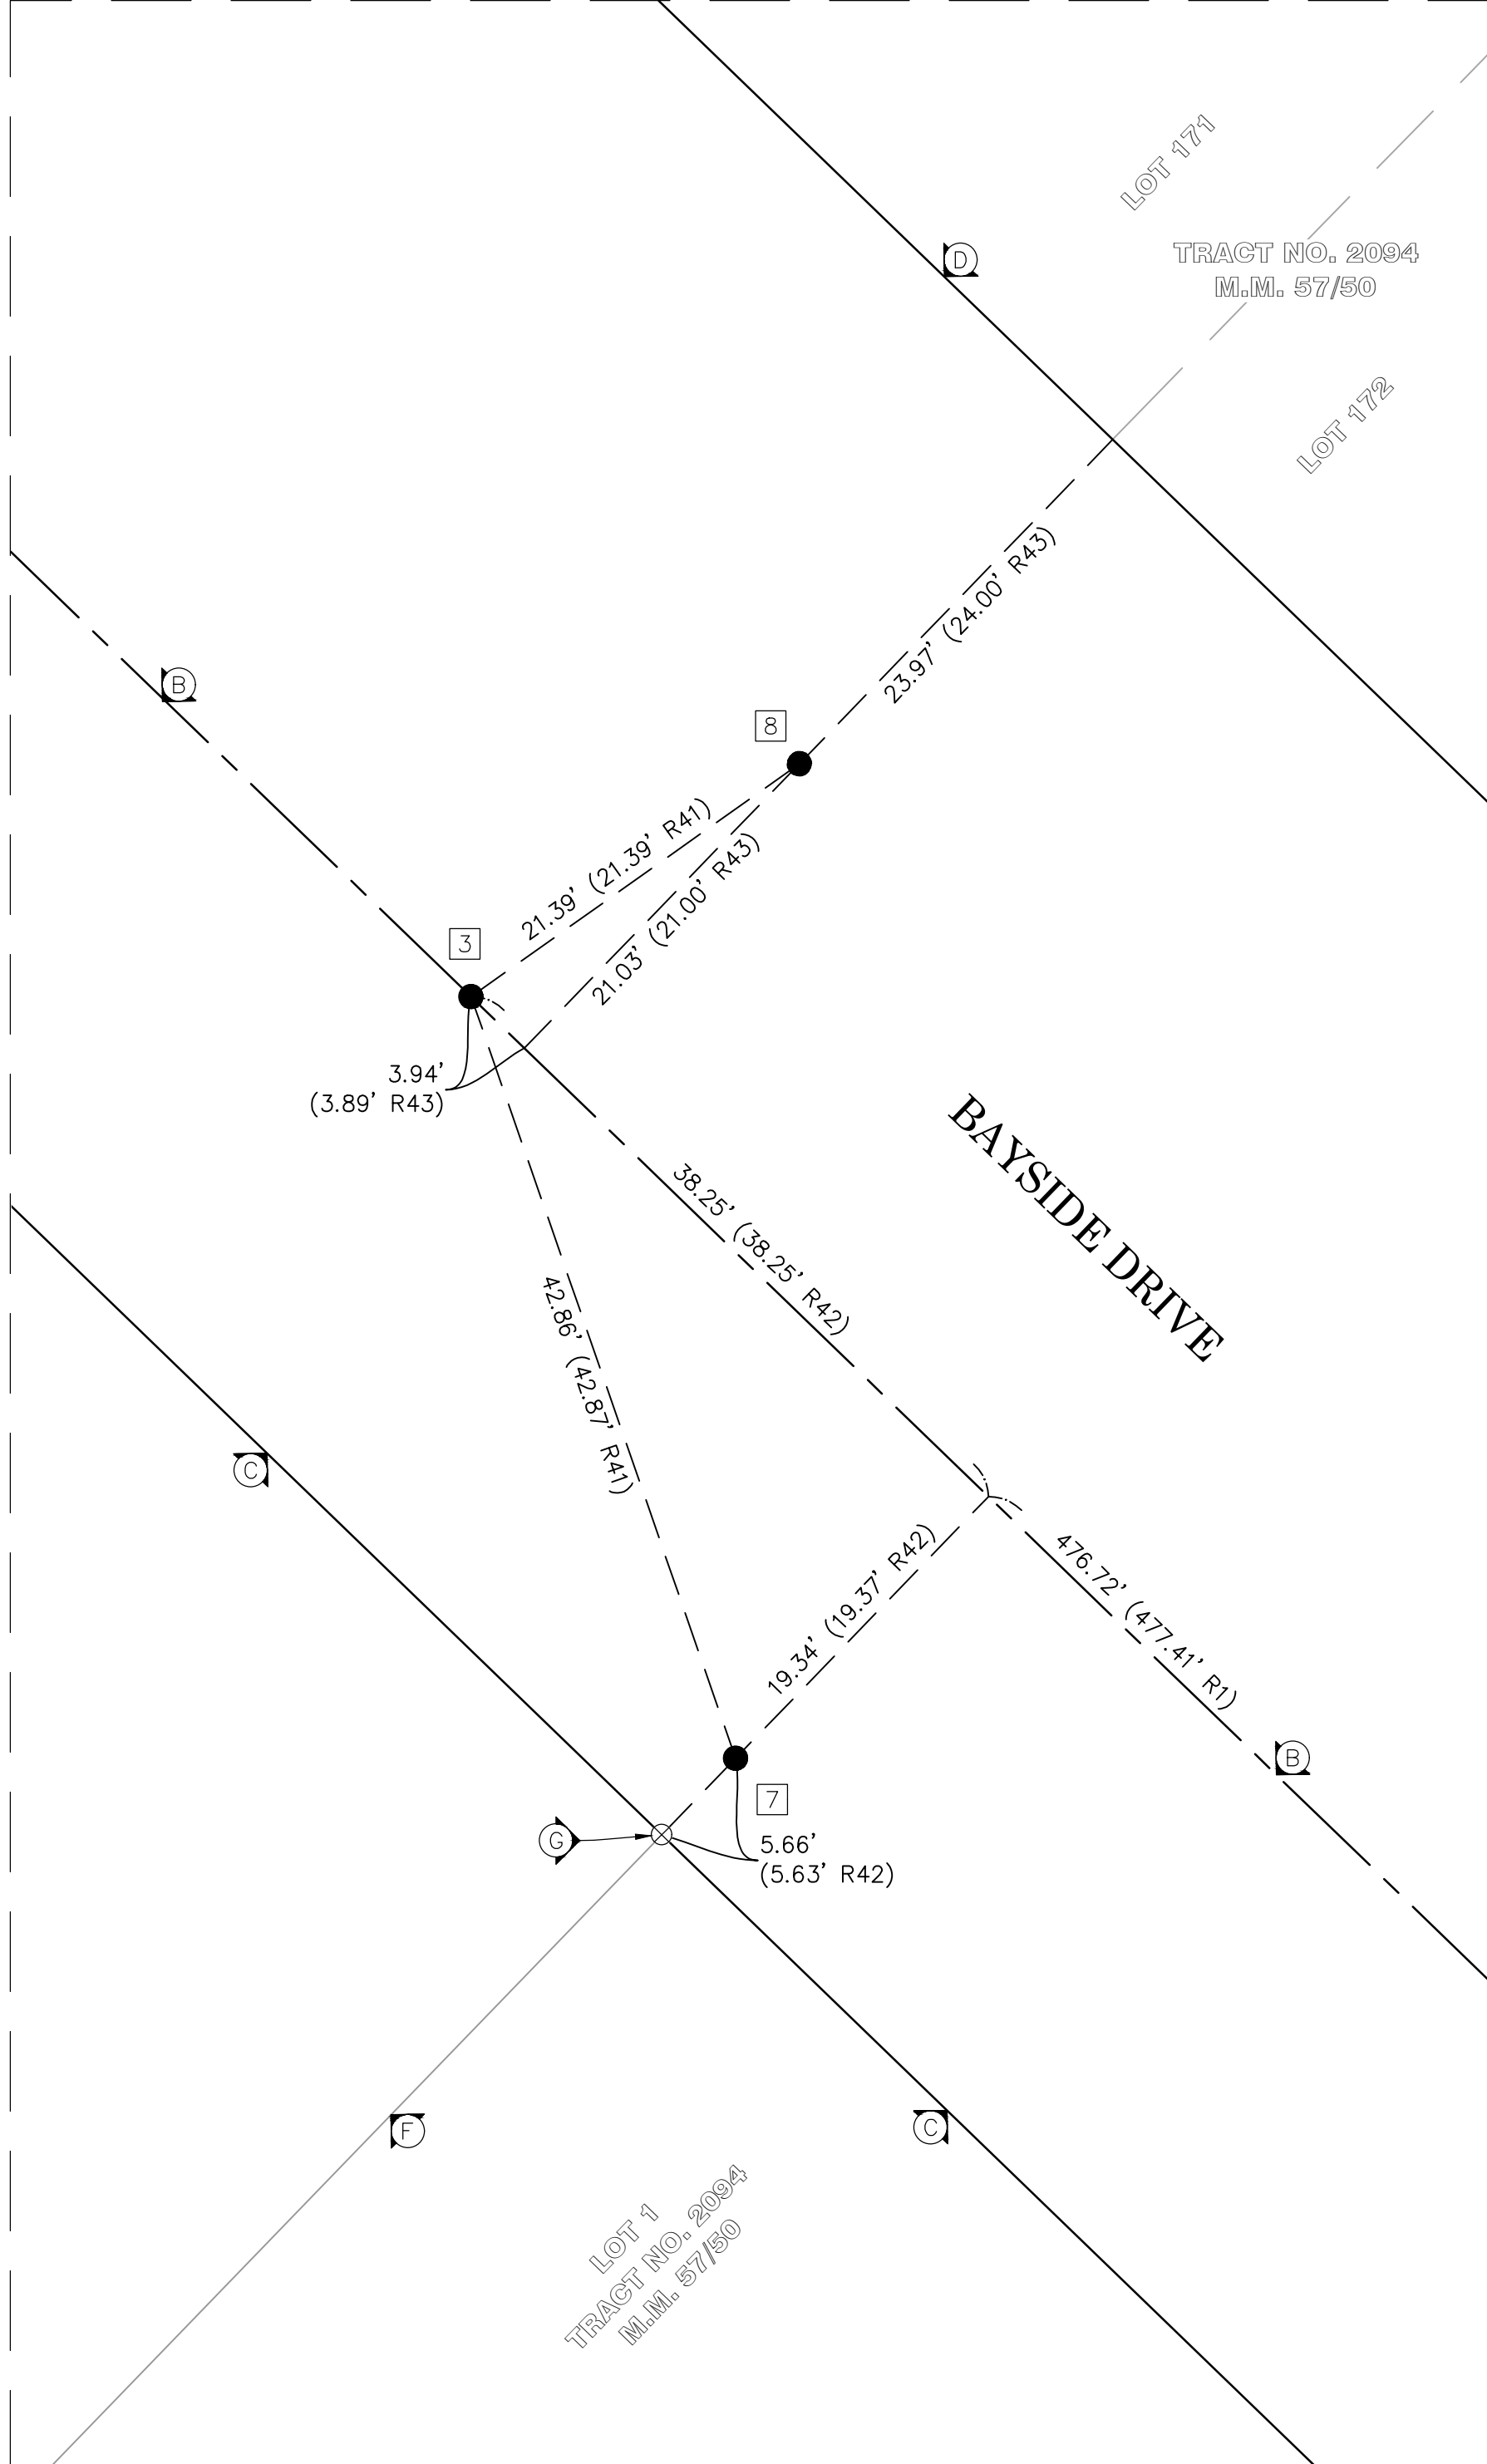 LOT 171
D
TRACT NO. 2094
M.M. 57/50
LOT 172
23.97' (24.00' R43)
B
8
21.39' (21.39' R41)
21.03' (21.00' R43)
3
3.94'
(3.89' R43)
BAYSIDE DRIVE
38.25' (38.25' R42)
42.86' (42.87' R41)
C
19.34' (19.37' R42)
476.72' (477.41' R1)
B
7
G
5.66'
(5.63' R42)
F
C
LOT 1
TRACT NO. 2094
M.M. 57/50